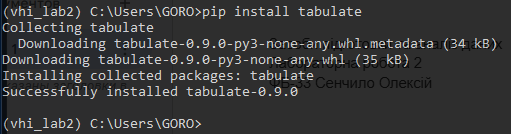 (vhi_lab2) C:\Users\GORO>pip install tabulate
Collecting tabulate
  Downloading tabulate-0.9.0-py3-none-any.whl.metadata (34 kB)
Downloading tabulate-0.9.0-py3-none-any.whl (35 kB)
Installing collected packages: tabulate
Successfully installed tabulate-0.9.0
Сенчило Олексій
(vhi_lab2) C:\Users\GORO>